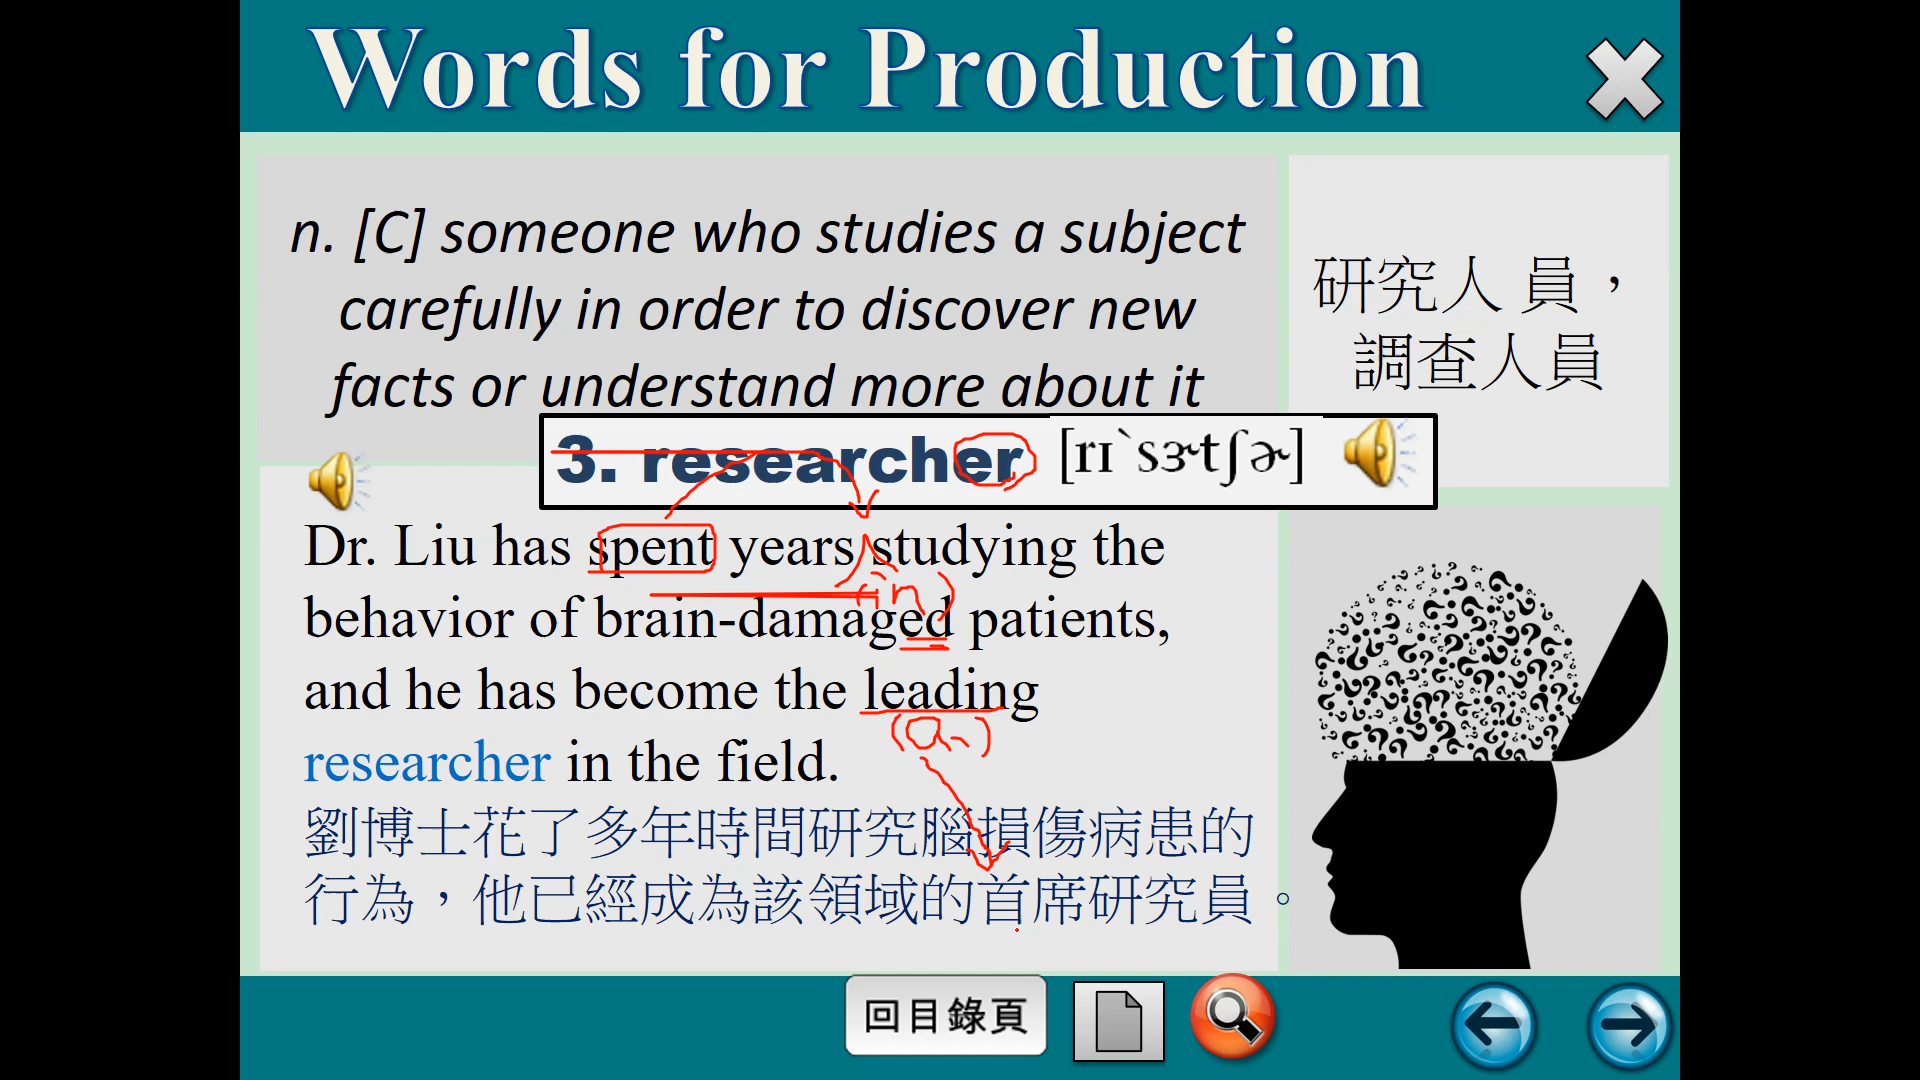 Words for Production
n. [C] someone who studies a subject
carefully in order to discover new
facts or understand more about it
研究人 員，
調查人員
3. researcher [rɪˋsɝtʃɚ]
Dr. Liu has spent years studying the
(in)
behavior of brain-damaged patients,
and he has become the leading
researcher in the field.
劉博士花了多年時間研究腦損傷病患的
行為，他已經成為該領域的首席研究員。
回目錄頁